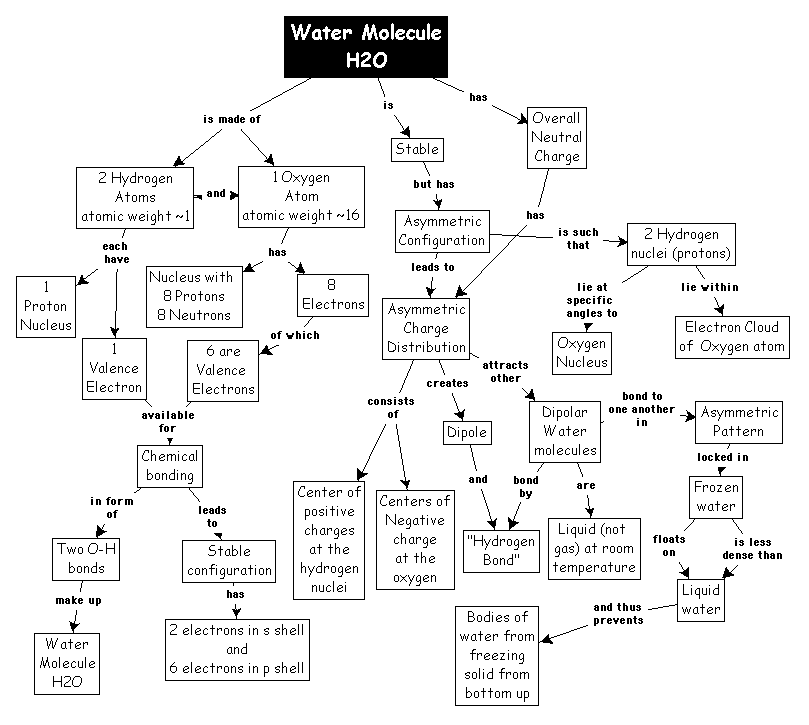 Water Molecule
H2O
is made of
is
has
2 Hydrogen
Atoms
atomic weight ~1
and
1 Oxygen
Atom
atomic weight ~16
Stable
Overall
Neutral
Charge
but has
each
have
has
Asymmetric
Configuration
has
is such
that
2 Hydrogen
nuclei (protons)
1
Proton
Nucleus
Nucleus with
8 Protons
8 Neutrons
8
Electrons
leads to
lie at
specific
angles to
lie within
of which
Asymmetric
Charge
Distribution
Oxygen
Nucleus
Electron Cloud
of Oxygen atom
1
Valence
Electron
6 are
Valence
Electrons
consists
of
creates
attracts
other
available
for
Dipole
Dipolar
Water
molecules
bond to
one another
in
Asymmetric
Pattern
Chemical
bonding
and
bond
by
are
locked in
Frozen
water
in form
of
leads
to
Center of
positive
charges
at the
hydrogen
nuclei
Centers of
Negative
charge
at the
oxygen
"Hydrogen
Bond"
Liquid (not
gas) at room
temperature
floats
on
is less
dense than
Two O-H
bonds
Stable
configuration
Liquid
water
make up
has
and thus
prevents
Water
Molecule
H2O
2 electrons in s shell
and
6 electrons in p shell
Bodies of
water from
freezing
solid from
bottom up